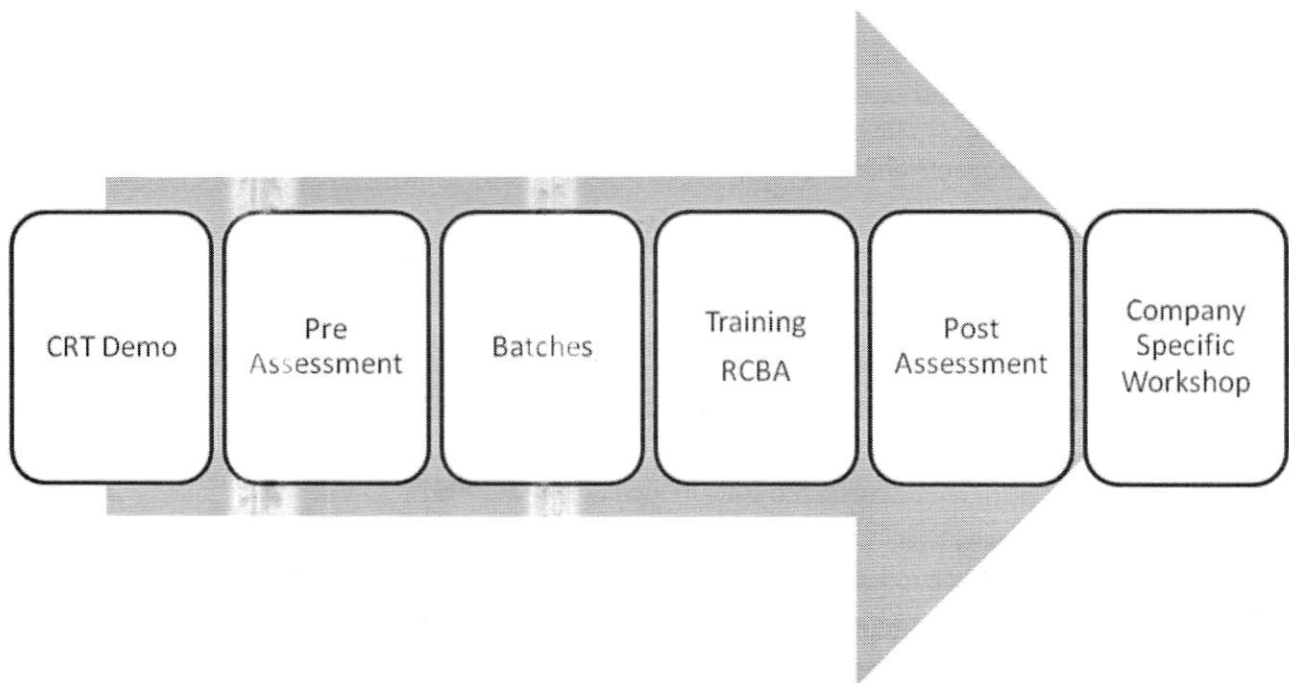 CRT Demo
Pre
Assessment
Batches
Training
RCBA
Post
Assessment
Company
Specific
Workshop